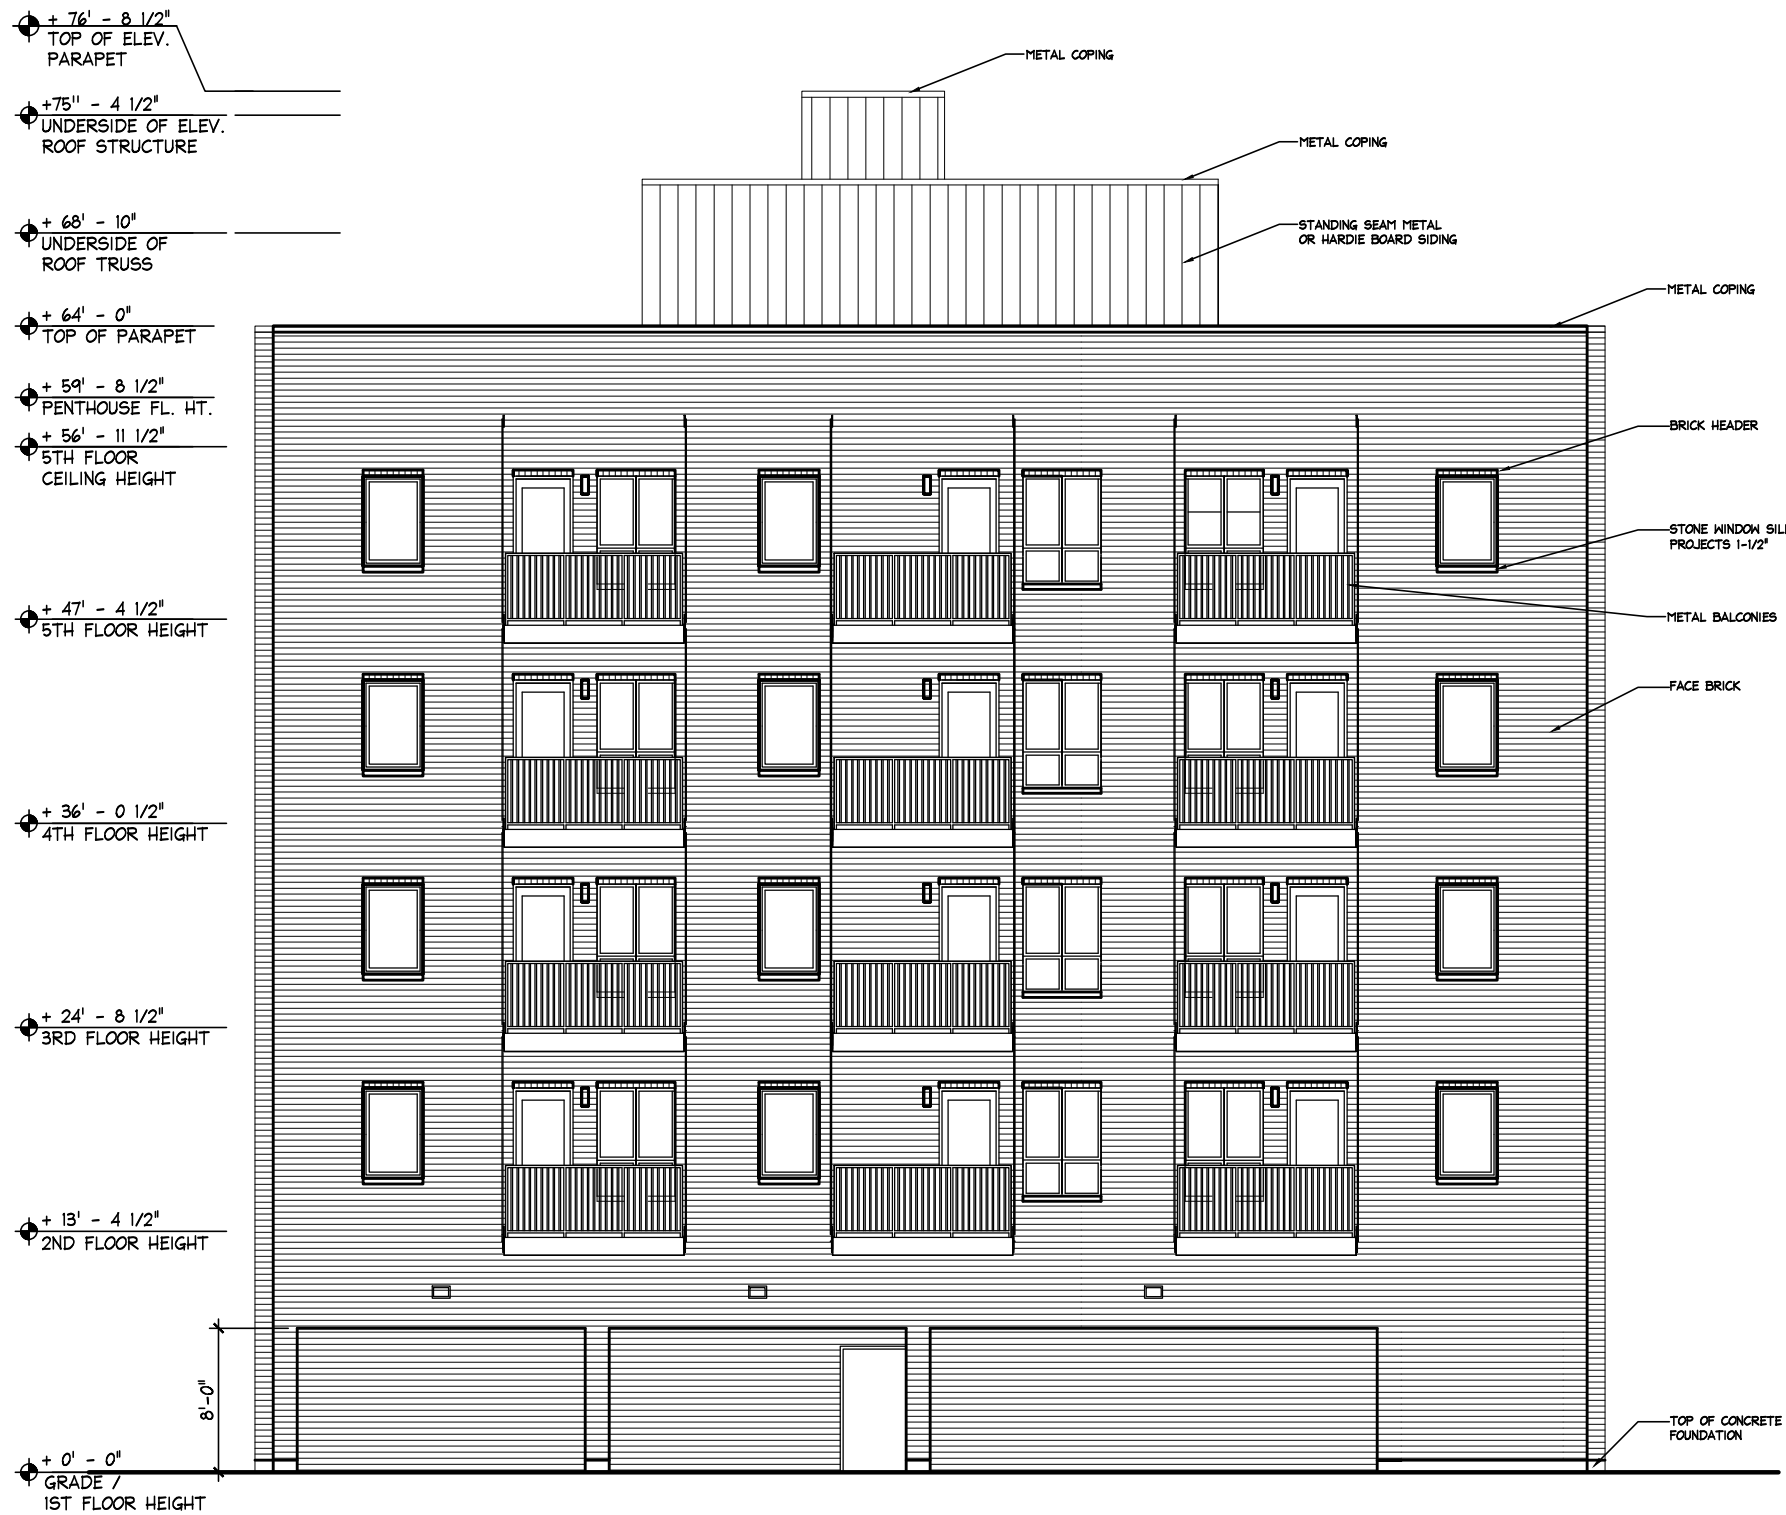 + 76' - 8 1/2"
TOP OF ELEV.
PARAPET
+75'' - 4 1/2"
UNDERSIDE OF ELEV.
ROOF STRUCTURE
+ 68' - 10"
UNDERSIDE OF
ROOF TRUSS
+ 64' - 0"
TOP OF PARAPET
+ 59' - 8 1/2"
PENTHOUSE FL. HT.
+ 56' - 11 1/2"
5TH FLOOR
CEILING HEIGHT
+ 47' - 4 1/2"
5TH FLOOR HEIGHT
+ 36' - 0 1/2"
4TH FLOOR HEIGHT
+ 24' - 8 1/2"
3RD FLOOR HEIGHT
+ 13' - 4 1/2"
2ND FLOOR HEIGHT
8'-0"
+ 0' - 0"
GRADE /
1ST FLOOR HEIGHT
METAL COPING
METAL COPING
STANDING SEAM METAL
OR HARDIE BOARD SIDING
METAL COPING
BRICK HEADER
STONE WINDOW SILL
PROJECTS 1-1/2"
METAL BALCONIES
FACE BRICK
TOP OF CONCRETE
FOUNDATION